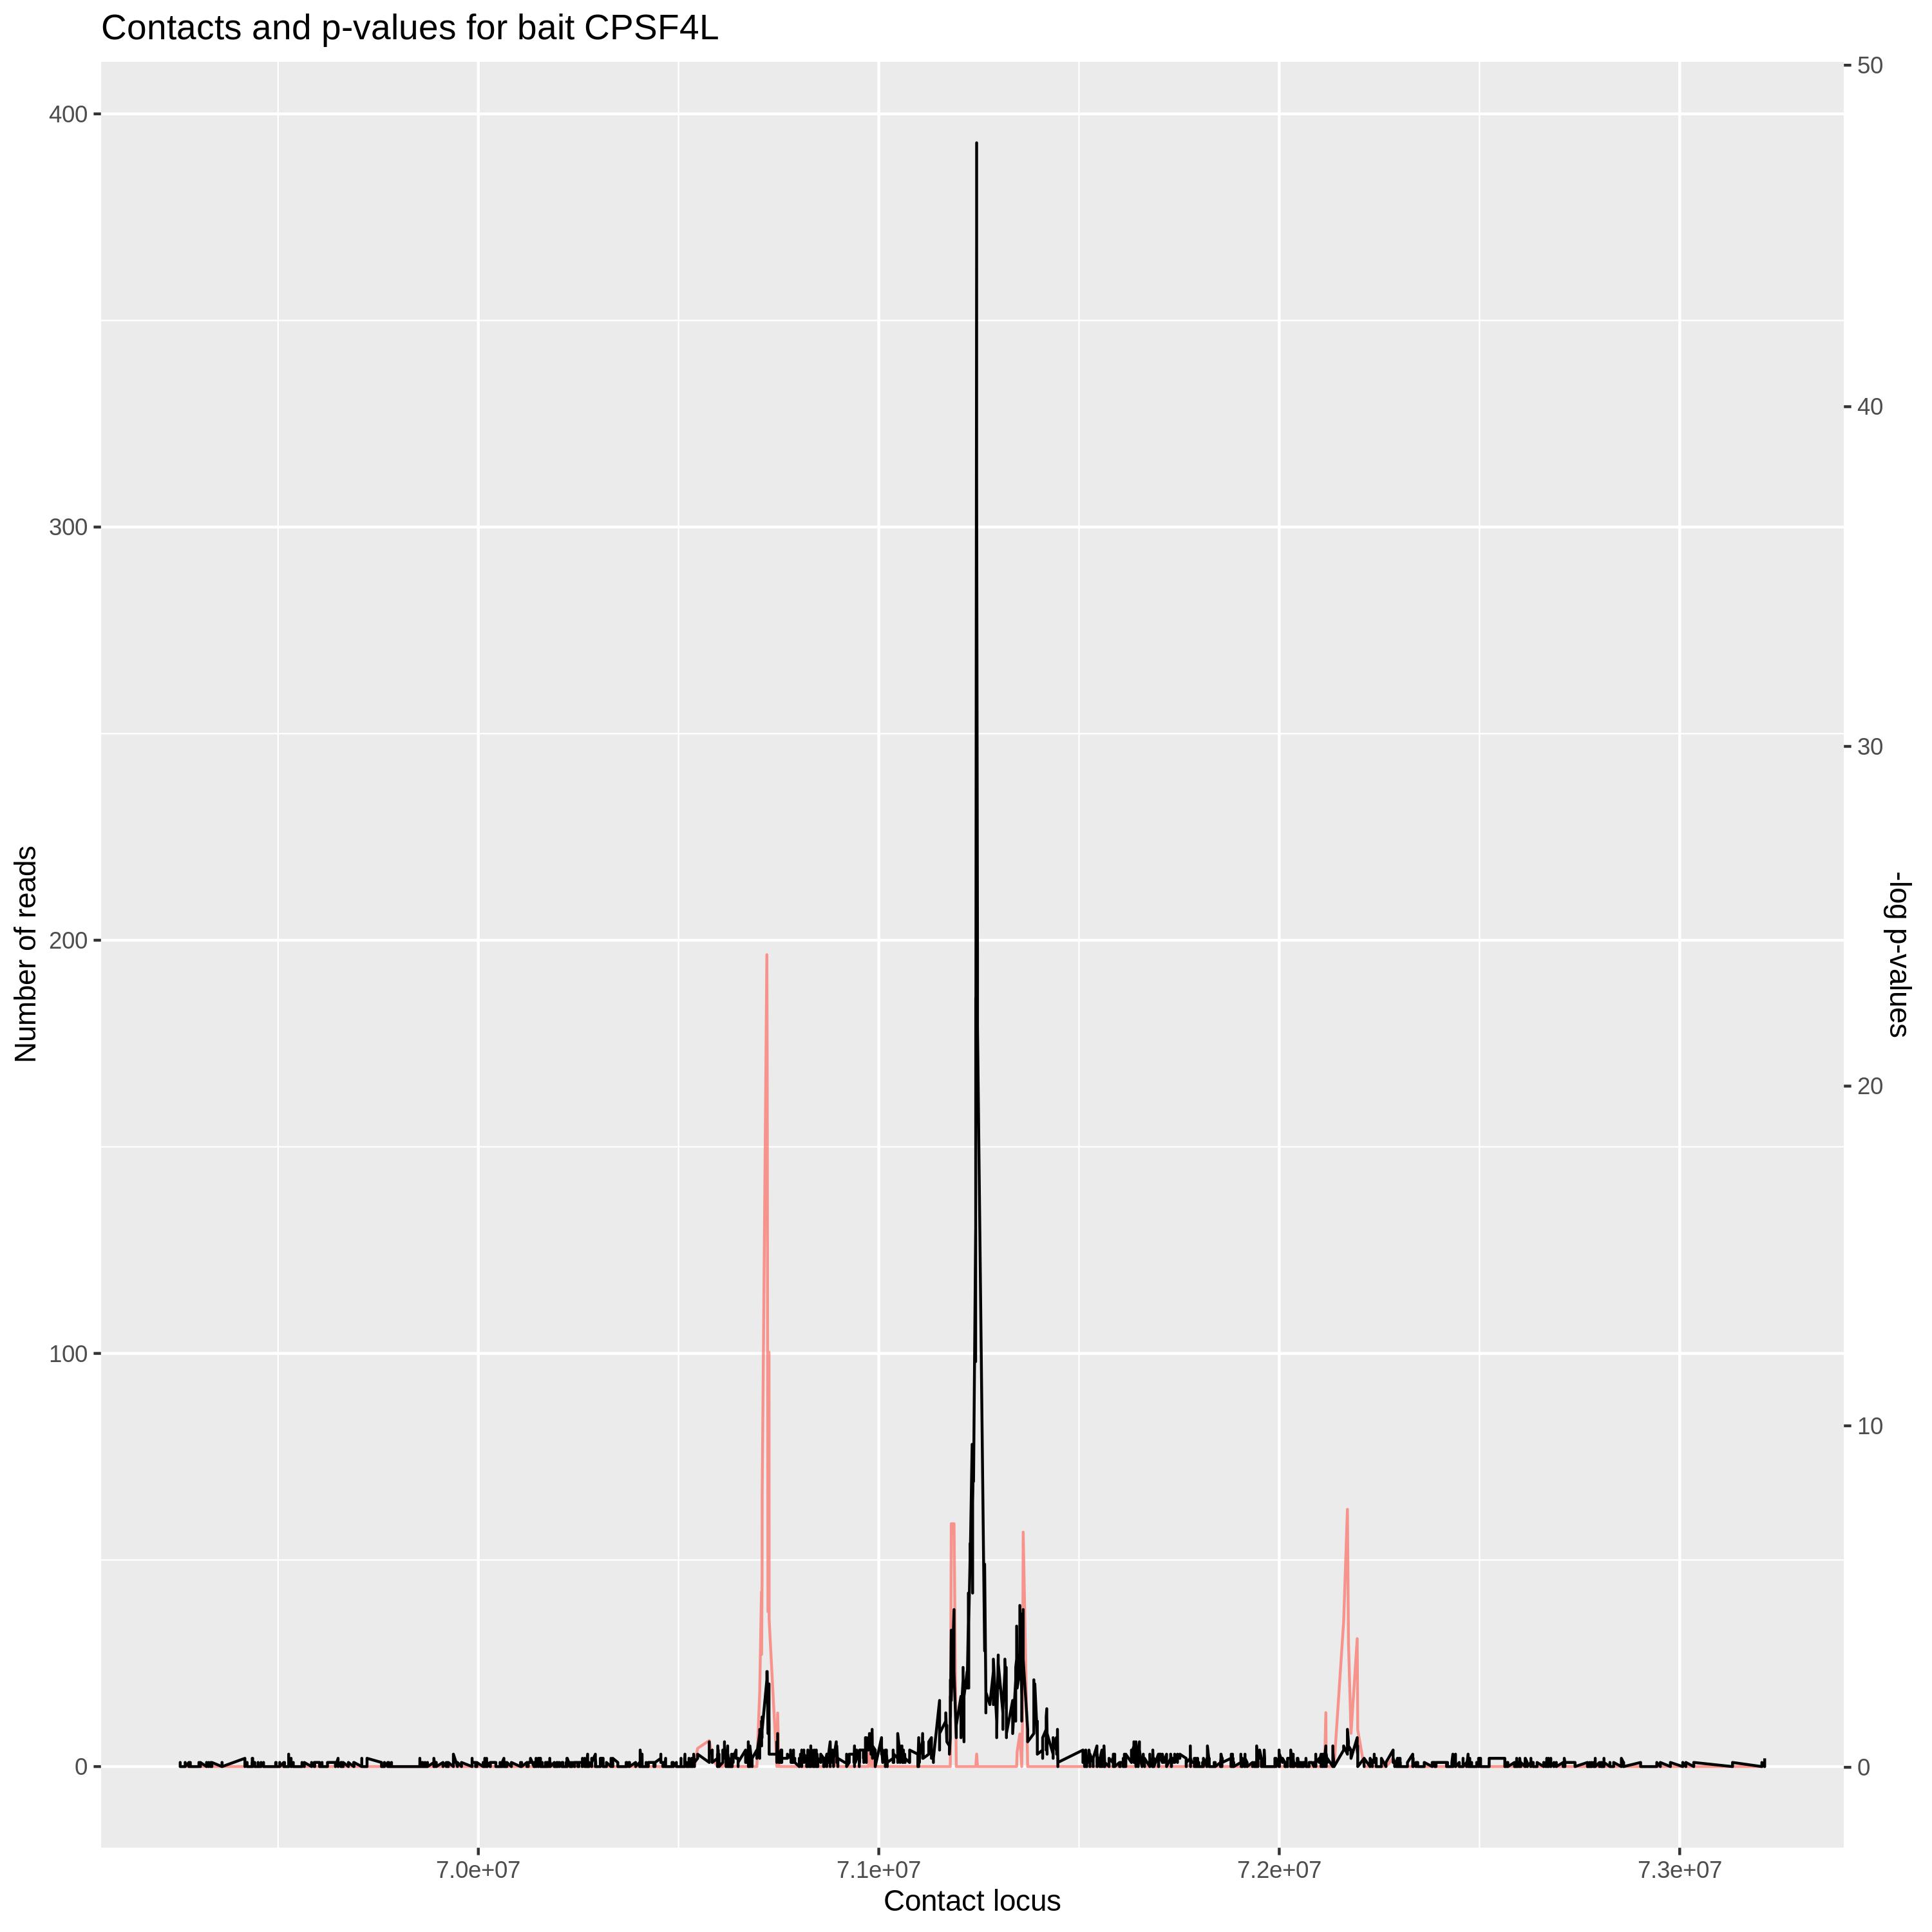 Contacts and p-values for bait CPSF4L
50
400
40
300
30
Number of reads
-log p-values
200
20
100
10
0
0
7.0e+07
7.1e+07
7.2e+07
7.3e+07
Contact locus